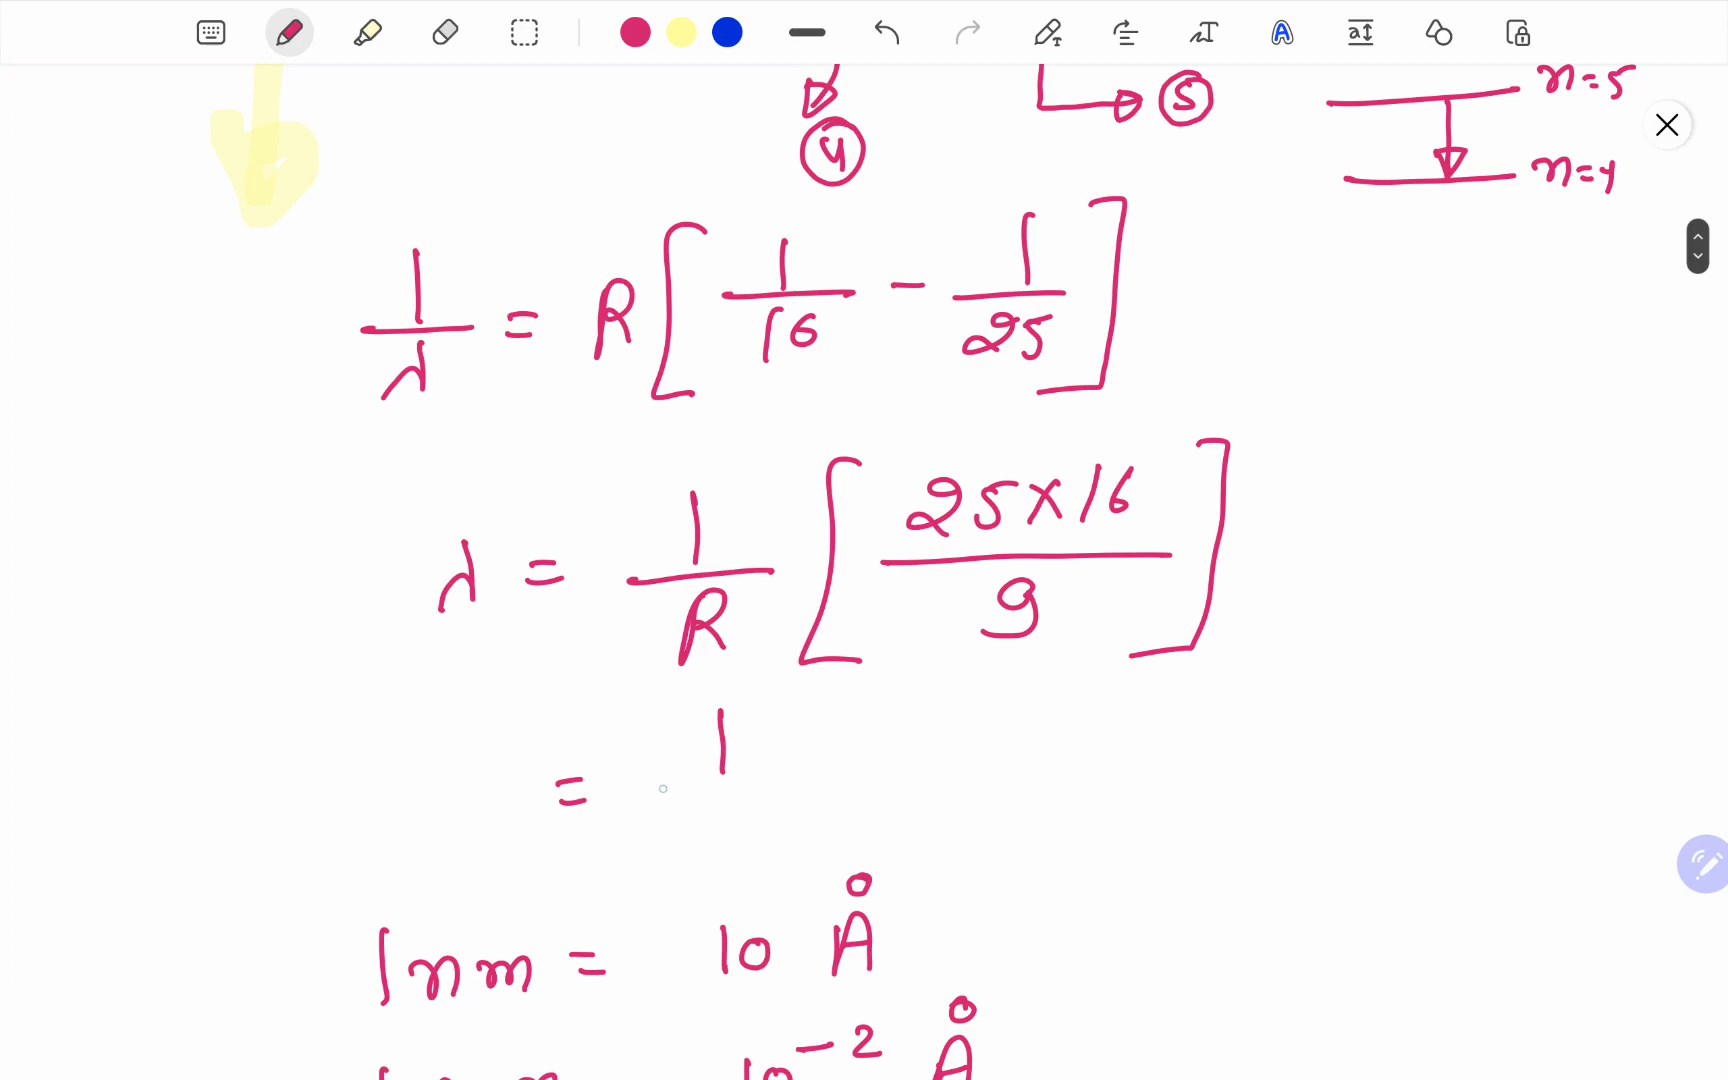 n=5
4 5
n=4
1/λ = R[1/16 - 1/25]
λ = 1/R [25×16/9]
= 1
1nm = 10 Å
10^-2 Å